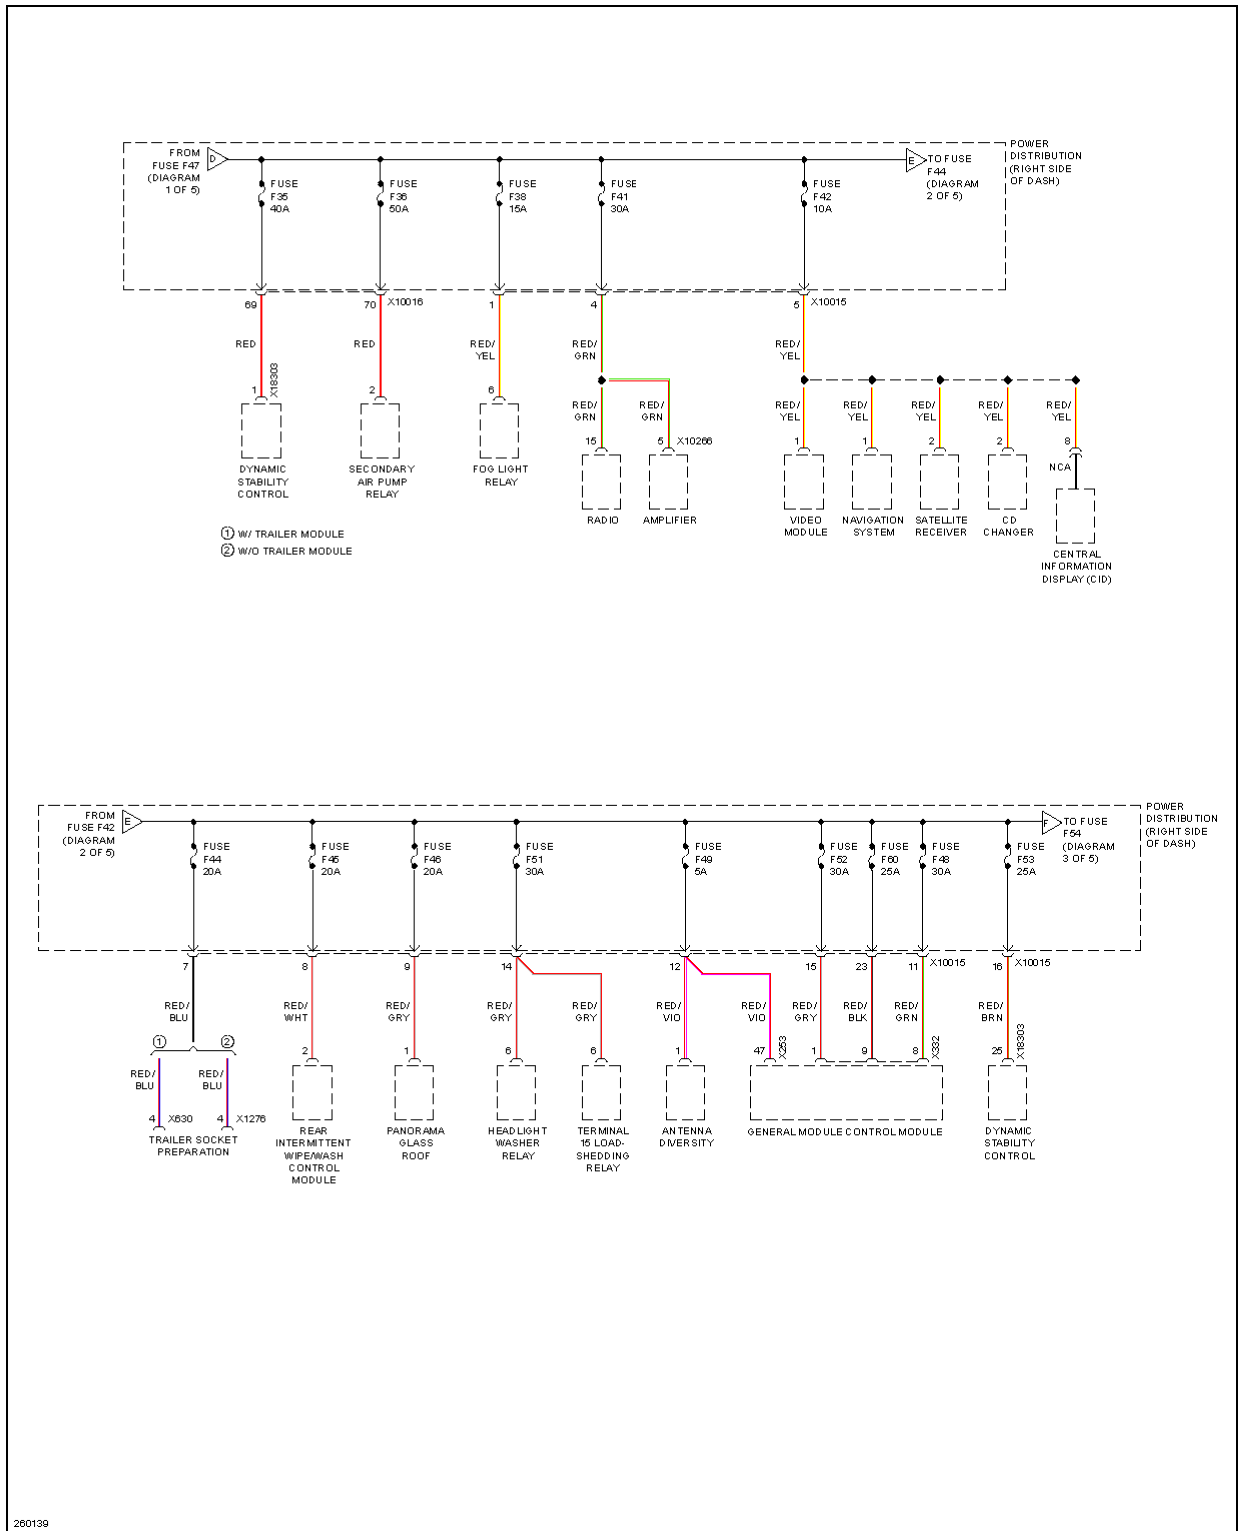 FROM
FUSE F47
(DIAGRAM
1 OF 5)
D
FUSE
F35
40A
FUSE
F36
50A
FUSE
F38
15A
FUSE
F41
30A
FUSE
F42
10A
E
TO FUSE
F44
(DIAGRAM
2 OF 5)
POWER
DISTRIBUTION
(RIGHT SIDE
OF DASH)
69
70
X10016
1
4
5
X10015
RED
RED
RED/
YEL
RED/
GRN
RED/
YEL
1
X18303
2
6
RED/
GRN
RED/
GRN
RED/
YEL
RED/
YEL
RED/
YEL
RED/
YEL
RED/
YEL
15
5
X10266
1
1
2
2
8
NCA
DYNAMIC
STABILITY
CONTROL
SECONDARY
AIR PUMP
RELAY
FOG LIGHT
RELAY
RADIO
AMPLIFIER
VIDEO
MODULE
NAVIGATION
SYSTEM
SATELLITE
RECEIVER
CD
CHANGER
CENTRAL
INFORMATION
DISPLAY (CID)
1 W/ TRAILER MODULE
2 W/O TRAILER MODULE
FROM
FUSE F42
(DIAGRAM
2 OF 5)
E
FUSE
F44
20A
FUSE
F45
20A
FUSE
F46
20A
FUSE
F51
30A
FUSE
F49
5A
FUSE
F52
30A
FUSE
F60
25A
FUSE
F48
30A
FUSE
F53
25A
F
TO FUSE
F54
(DIAGRAM
3 OF 5)
POWER
DISTRIBUTION
(RIGHT SIDE
OF DASH)
7
8
9
14
12
15
23
11
X10015
16
X10015
RED/
BLU
RED/
WHT
RED/
GRY
RED/
GRY
RED/
GRY
RED/
VIO
RED/
VIO
RED/
GRY
RED/
BLK
RED/
GRN
RED/
BRN
1
2
RED/
BLU
RED/
BLU
2
1
6
6
1
47
X253
1
9
8
X332
25
X18303
4
X630
4
X1276
TRAILER SOCKET
PREPARATION
REAR
INTERMITTENT
WIPE/WASH
CONTROL
MODULE
PANORAMA
GLASS
ROOF
HEADLIGHT
WASHER
RELAY
TERMINAL
15 LOAD-
SHEDDING
RELAY
ANTENNA
DIVERSITY
GENERAL MODULE CONTROL MODULE
DYNAMIC
STABILITY
CONTROL
260139